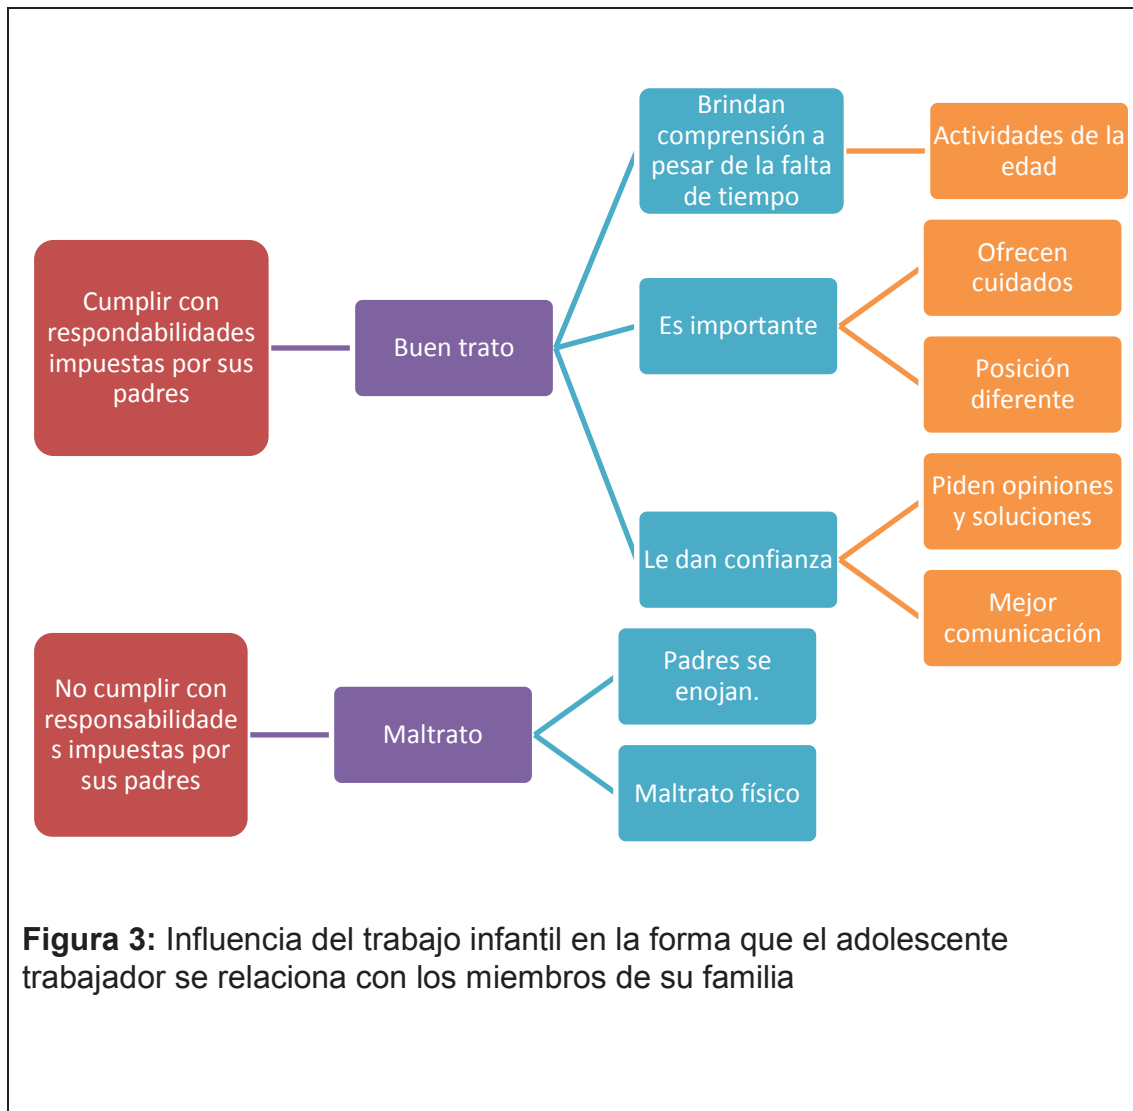 Brindan
comprensión a
pesar de la falta
de tiempo
Actividades de la
edad
Cumplir con
respondabilidades
impuestas por sus
padres
Buen trato
Es importante
Ofrecen
cuidados
Posición
diferente
Le dan confianza
Piden opiniones
y soluciones
Mejor
comunicación
No cumplir con
responsabilidade
s impuestas por
sus padres
Maltrato
Padres se
enojan.
Maltrato físico
Figura 3: Influencia del trabajo infantil en la forma que el adolescente
trabajador se relaciona con los miembros de su familia